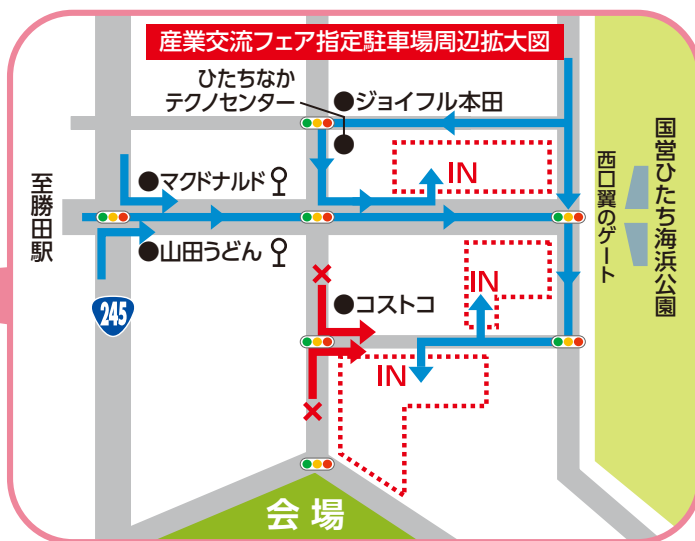 産業交流フェア指定駐車場周辺拡大図
ひたちなか
テクノセンター
●ジョイフル本田
IN
●マクドナルド
至勝田駅
●山田うどん
245
西口翼のゲート
国営ひたち海浜公園
IN
●コストコ
IN
会場